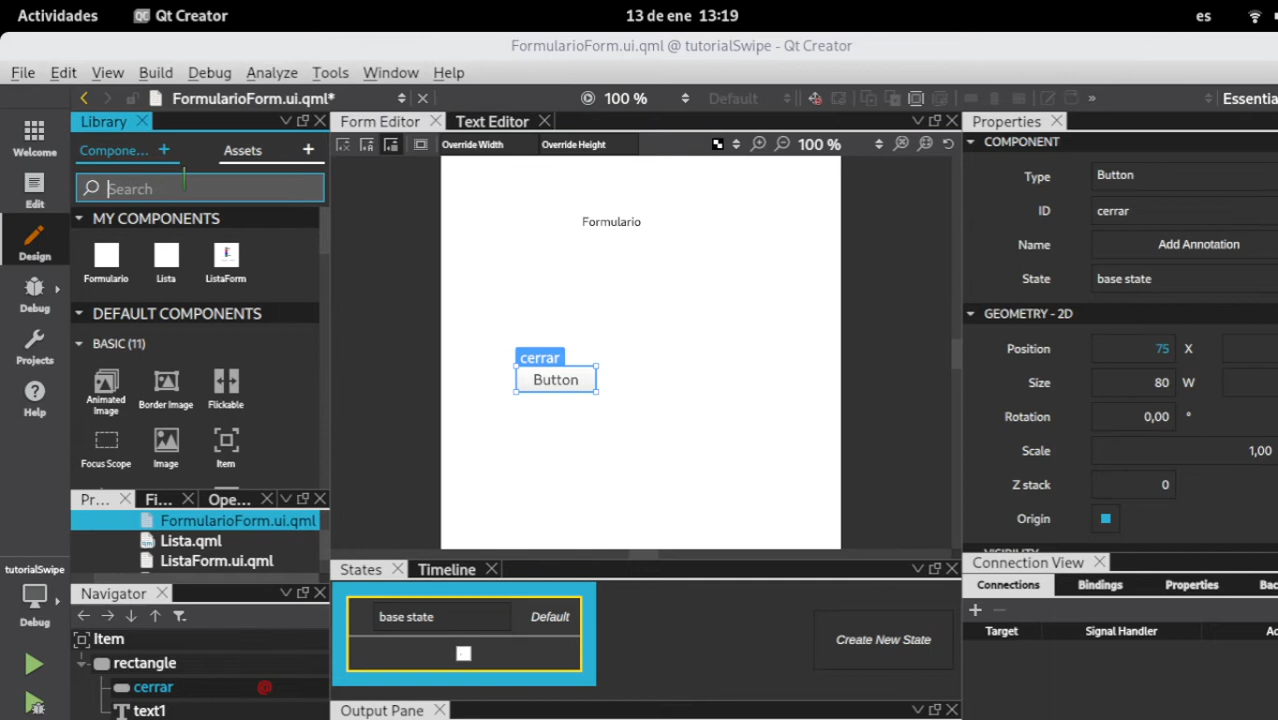 Actividades
Qt Creator
13 de ene 13:19
es
FormularioForm.ui.qml @ tutorialSwipe - Qt Creator
File Edit View Build Debug Analyze Tools Window Help
FormularioForm.ui.qml*
100 %
Default
»
Essentia
Welcome
Edit
Design
Debug
Projects
Help
tutorialSwipe
Debug
Library
Compone... +
Assets +
Search
MY COMPONENTS
Formulario
Lista
ListaForm
DEFAULT COMPONENTS
BASIC (11)
Animated
Image
Border Image
Flickable
Focus Scope
Image
Item
Pr...
Fi...
Ope...
FormularioForm.ui.qml
Lista.qml
ListaForm.ui.qml
Navigator
Item
rectangle
cerrar
@
text1
Form Editor
Text Editor
Override Width
Override Height
100 %
Formulario
cerrar
Button
States
Timeline
base state
Default
Create New State
Output Pane
Properties
COMPONENT
Type Button
ID cerrar
Name Add Annotation
State base state
GEOMETRY - 2D
Position 75 X
Size 80 W
Rotation 0,00 °
Scale 1,00
Z stack 0
Origin
Connection View
Connections Bindings Properties Bac
+ −
Target Signal Handler Ac